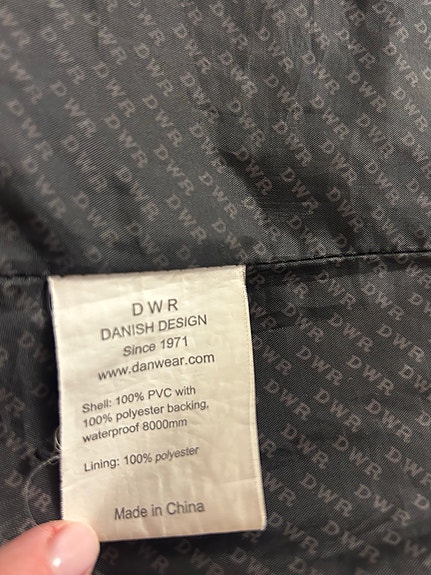 D W R
DANISH DESIGN
Since 1971
www.danwear.com
Shell: 100% PVC with
100% polyester backing,
waterproof 8000mm
Lining: 100% polyester
Made in China